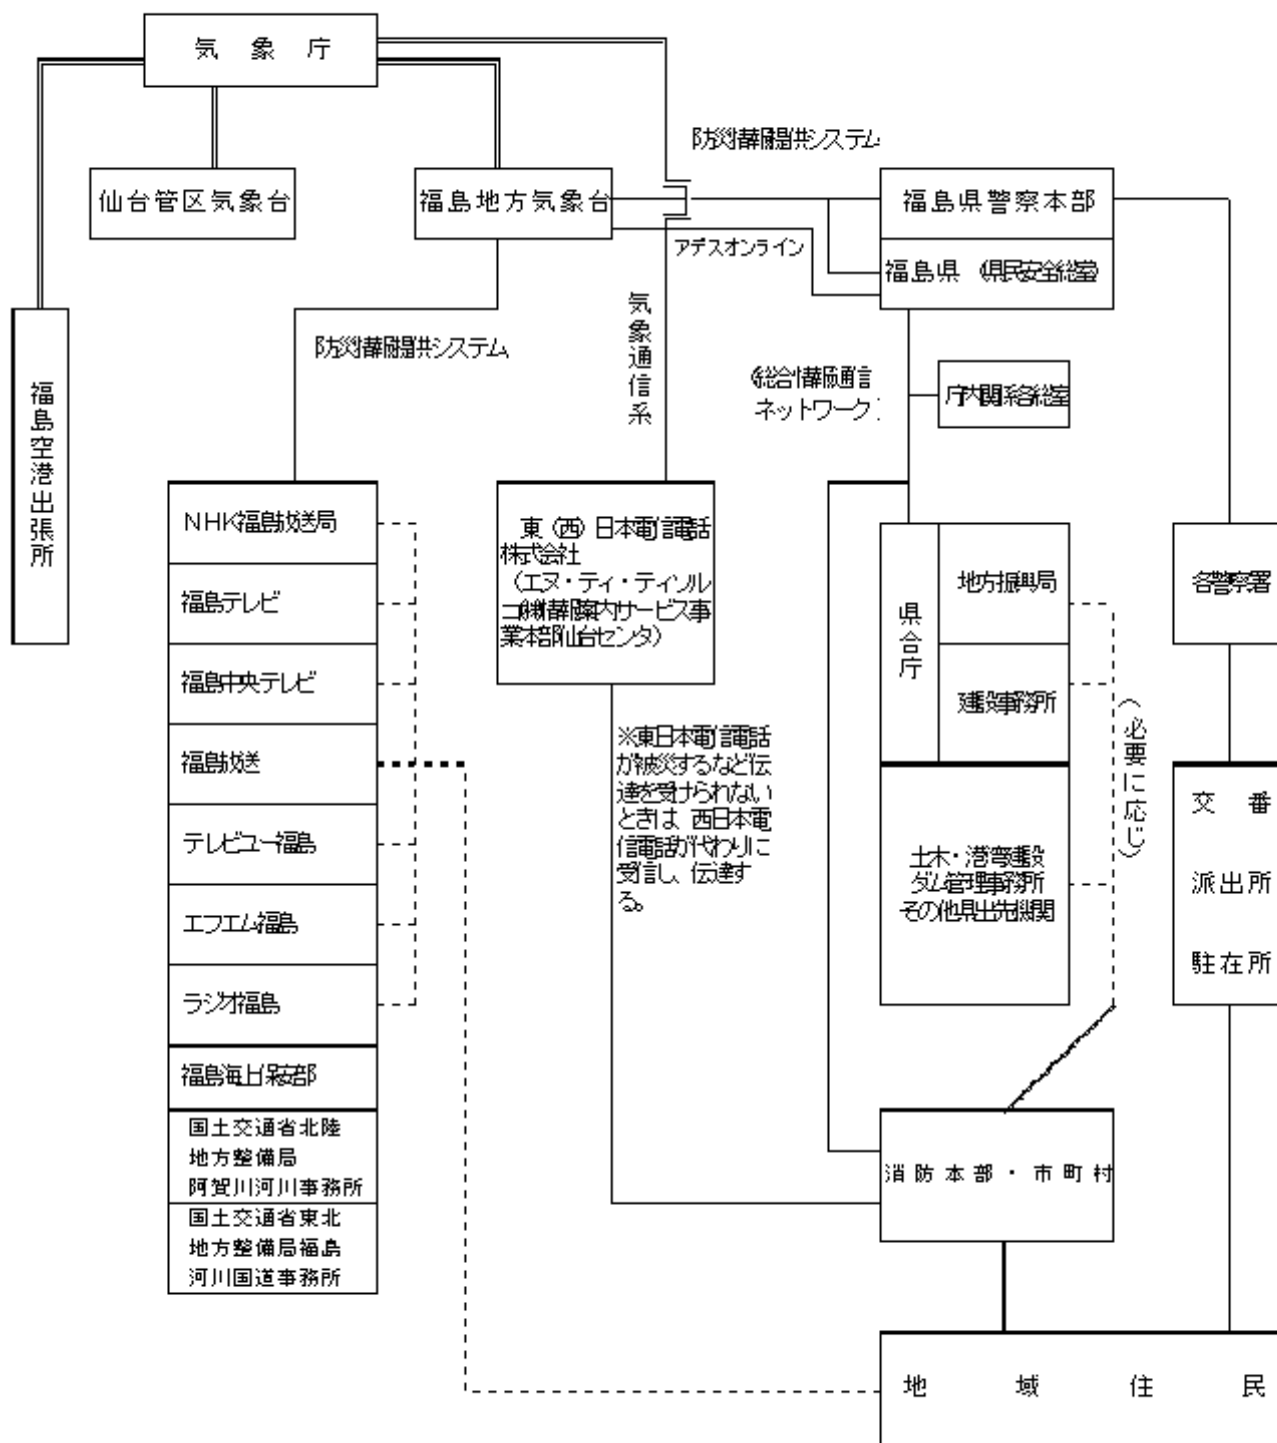 気象庁
防災情報提供システム
仙台管区気象台
福島地方気象台
福島県警察本部
アデスオンライン
福島県（県民安全総室）
気象通信系
防災情報提供システム
福島空港出張所
（総合情報通信
ネットワーク）
庁内関係各総室
NHK福島放送局
東（西）日本電信電話
株式会社
（エヌ・ティ・ティソル
コ㈱情報案内サービス事
業本部仙台センタ）
地方振興局
各警察署
福島テレビ
県合庁
福島中央テレビ
建設事務所
（必要に応じ）
※東日本電信電話
が被災するなど伝
達を受けられない
ときは、西日本電
信電話が代わりに
受信し、伝達す
る。
福島放送
交番
テレビユー福島
土木・港湾建設
ダム管理事務所
その他県出先機関
派出所
エフエム福島
駐在所
ラジオ福島
福島海上保安部
国土交通省北陸
地方整備局
阿賀川河川事務所
消防本部・市町村
国土交通省東北
地方整備局福島
河川国道事務所
地域住民